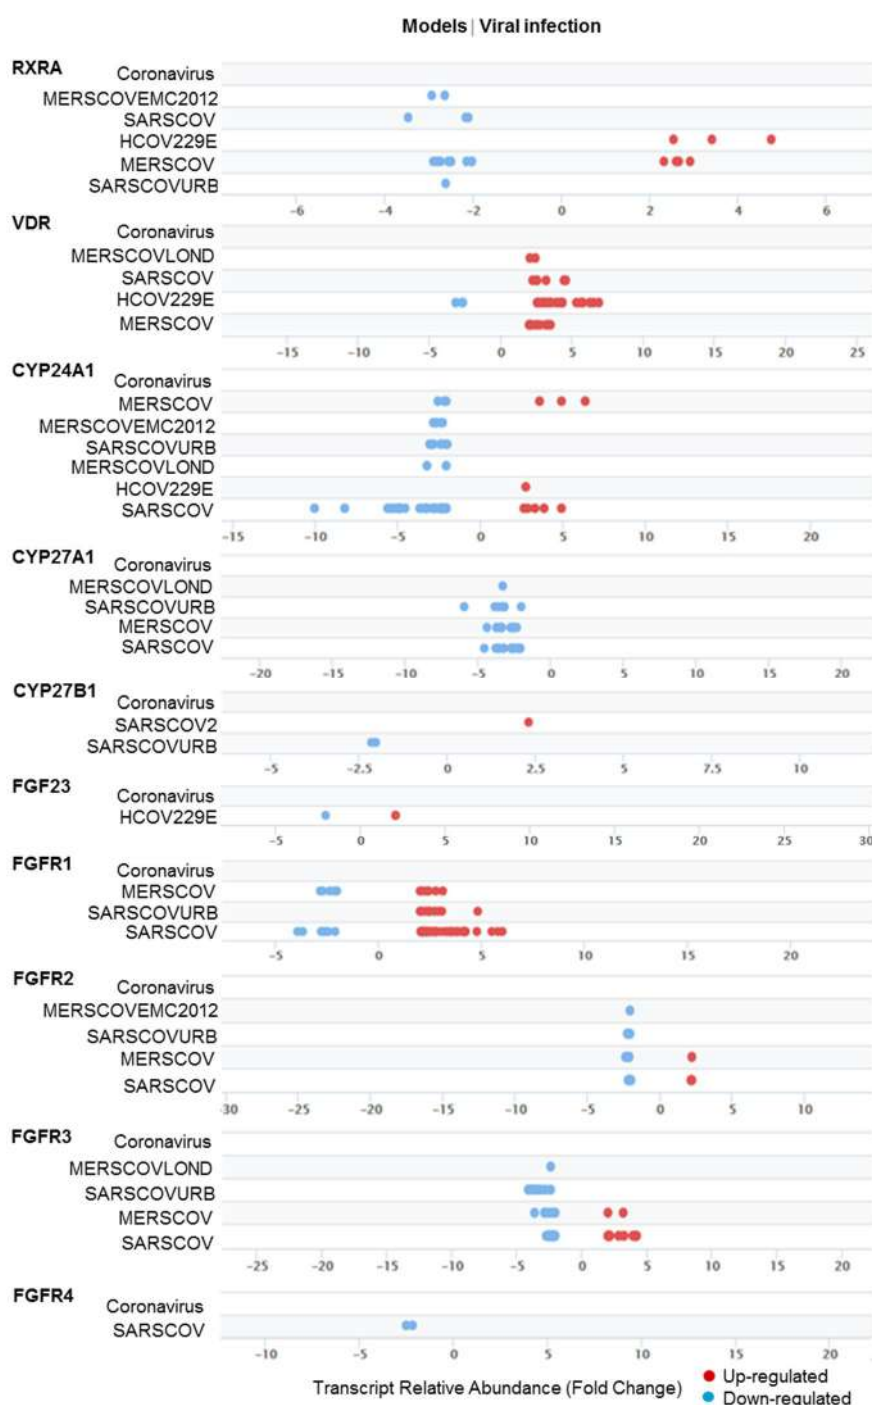 Models | Viral infection
RXRA
Coronavirus
MERSCOVEMC2012
SARSCOV
HCOV229E
MERSCOV
SARSCOVURB
-6 -4 -2 0 2 4 6
VDR
Coronavirus
MERSCOVLOND
SARSCOV
HCOV229E
MERSCOV
-15 -10 -5 0 5 10 15 20 25
CYP24A1
Coronavirus
MERSCOV
MERSCOVEMC2012
SARSCOVURB
MERSCOVLOND
HCOV229E
SARSCOV
-15 -10 -5 0 5 10 15 20
CYP27A1
Coronavirus
MERSCOVLOND
SARSCOVURB
MERSCOV
SARSCOV
-20 -15 -10 -5 0 5 10 15 20
CYP27B1
Coronavirus
SARSCOV2
SARSCOVURB
-5 -2.5 0 2.5 5 7.5 10
FGF23
Coronavirus
HCOV229E
-5 0 5 10 15 20 25 30
FGFR1
Coronavirus
MERSCOV
SARSCOVURB
SARSCOV
-5 0 5 10 15 20
FGFR2
Coronavirus
MERSCOVEMC2012
SARSCOVURB
MERSCOV
SARSCOV
-30 -25 -20 -15 -10 -5 0 5 10
FGFR3
Coronavirus
MERSCOVLOND
SARSCOVURB
MERSCOV
SARSCOV
-25 -20 -15 -10 -5 0 5 10 15 20
FGFR4
Coronavirus
SARSCOV
-10 -5 0 5 10 15 20
Transcript Relative Abundance (Fold Change)
Up-regulated
Down-regulated